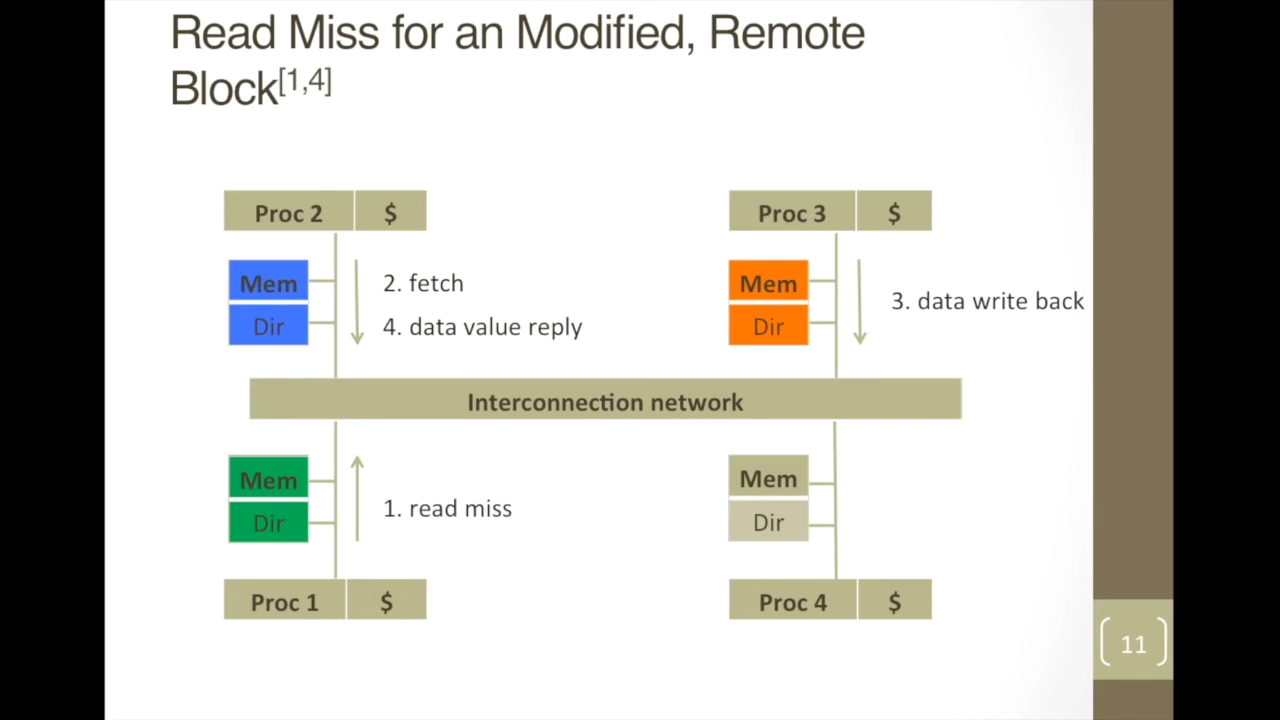 Read Miss for an Modified, Remote
Block[1,4]
Proc 2 $
Proc 3 $
Mem
Dir
2. fetch
4. data value reply
Mem
Dir
3. data write back
Interconnection network
Mem
Dir
1. read miss
Mem
Dir
Proc 1 $
Proc 4 $
11